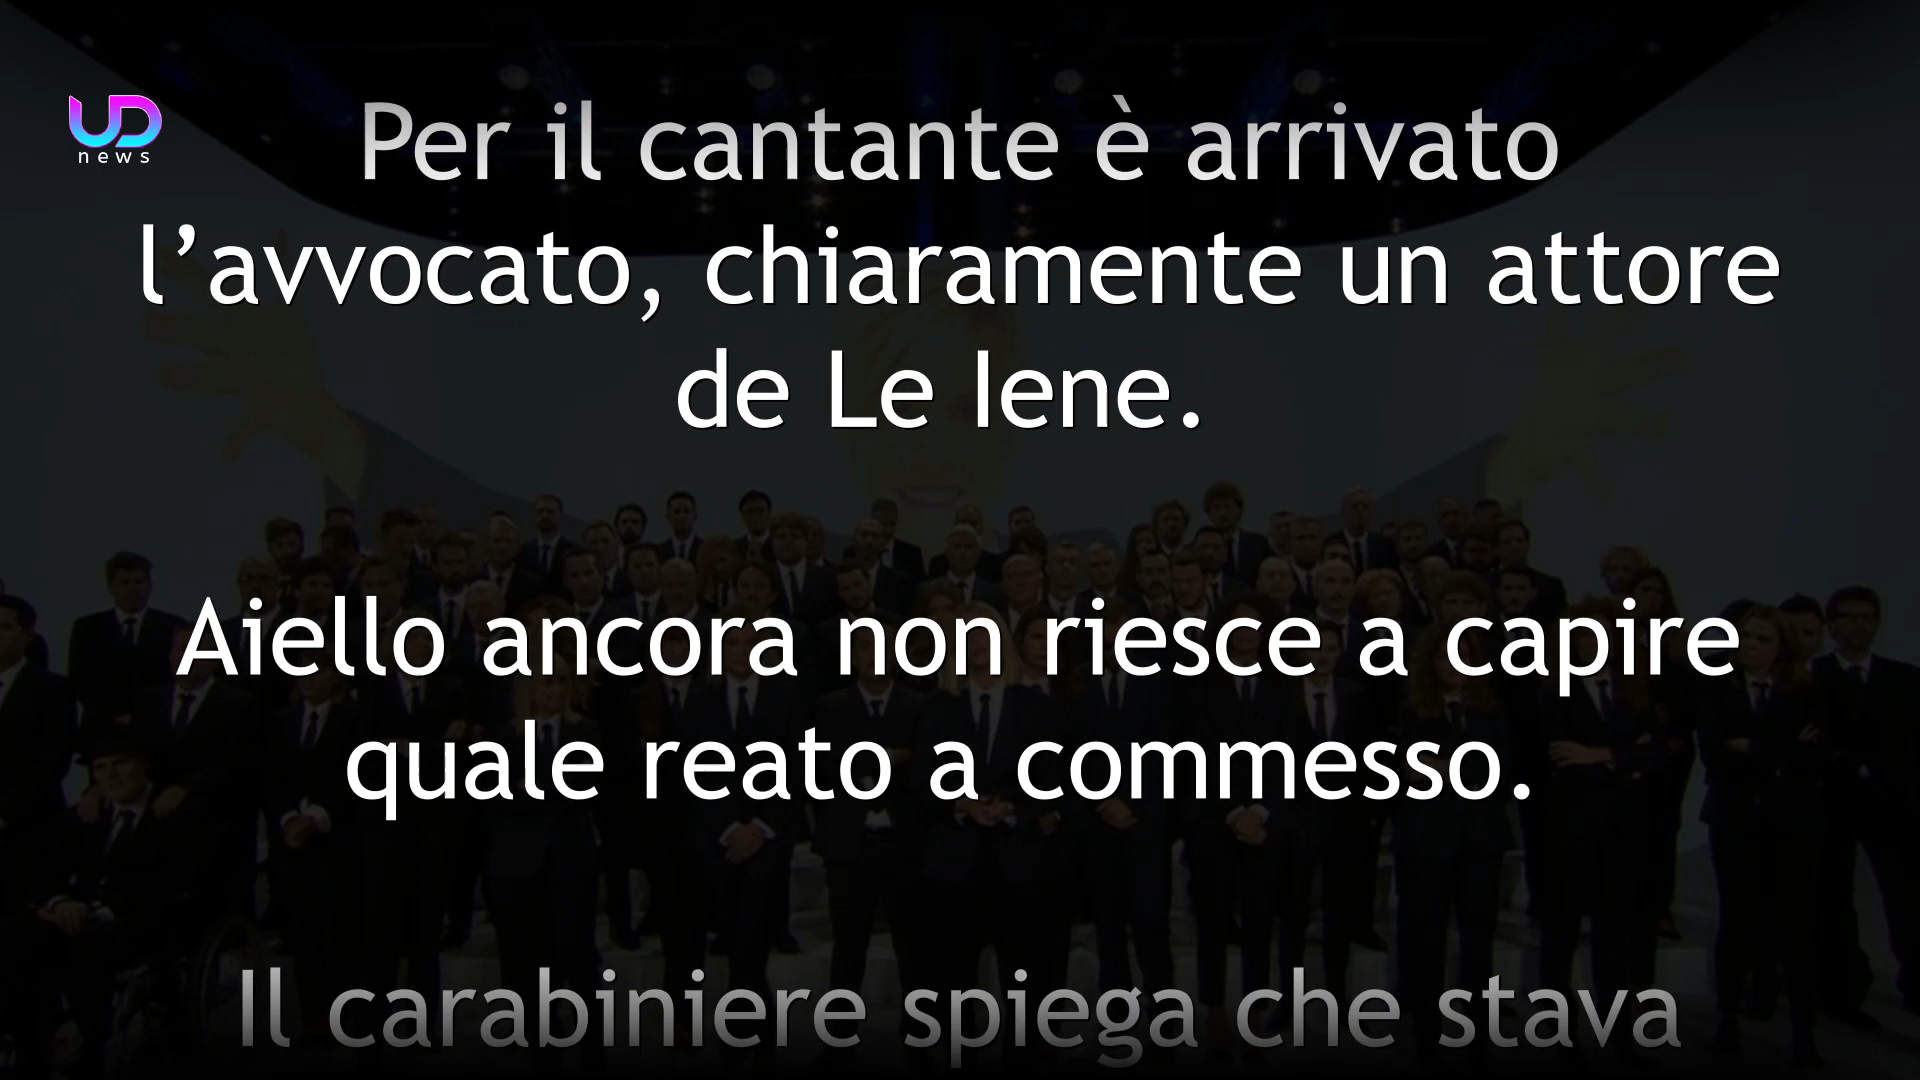 UD
news
Per il cantante è arrivato
l’avvocato, chiaramente un attore
de Le Iene.
Aiello ancora non riesce a capire
quale reato a commesso.
Il carabiniere spiega che stava